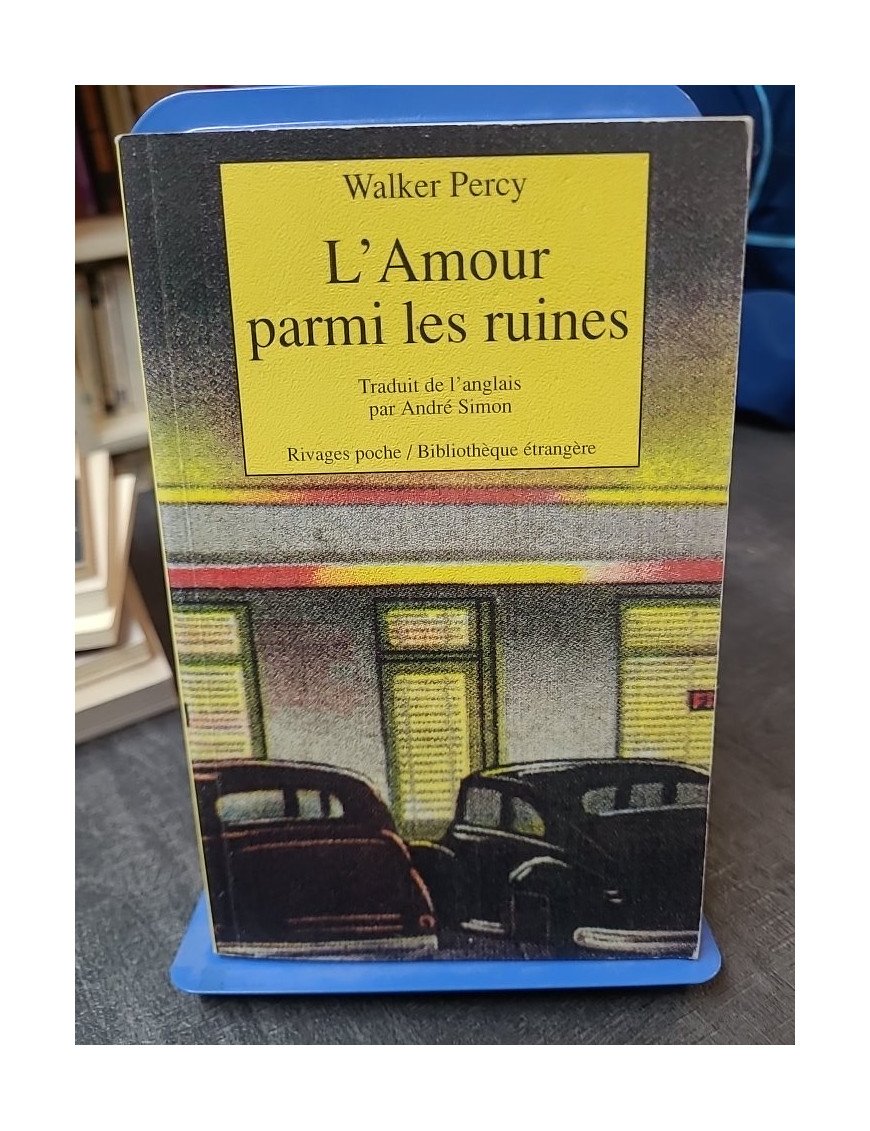 Walker Percy
L'Amour
parmi les ruines
Traduit de l'anglais
par André Simon
Rivages poche / Bibliothèque étrangère